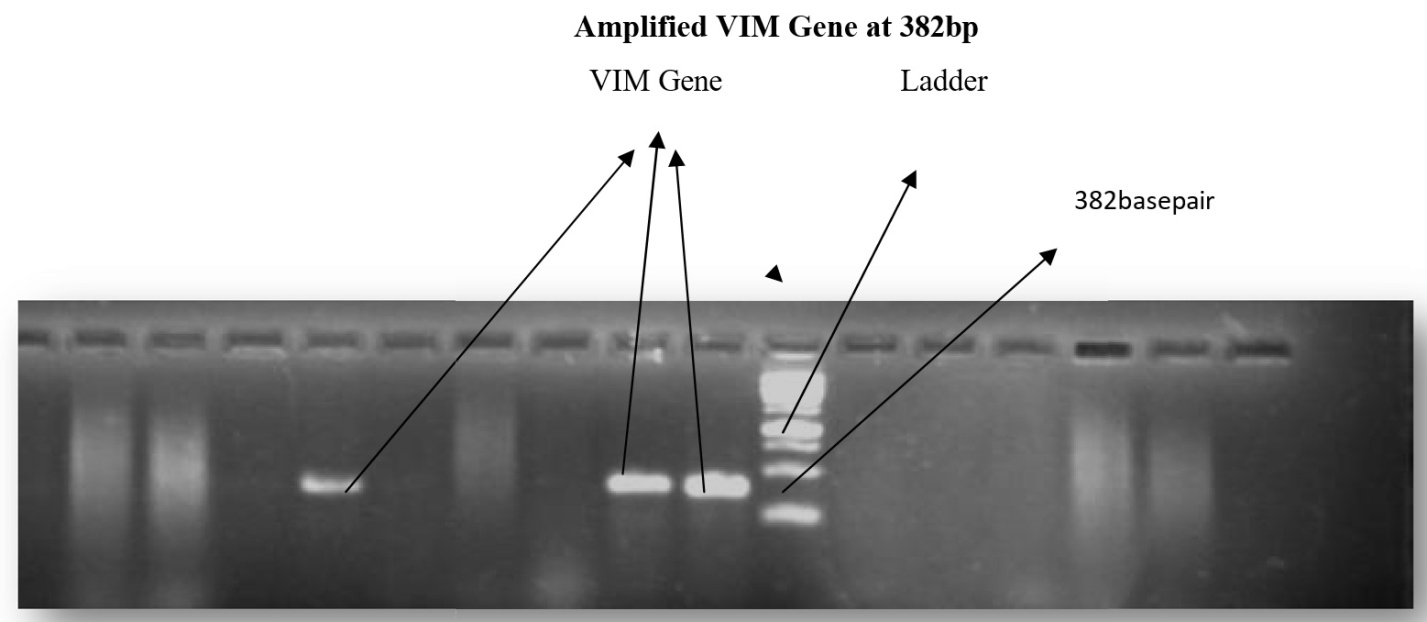 Amplified VIM Gene at 382bp
VIM Gene
Ladder
382basepair